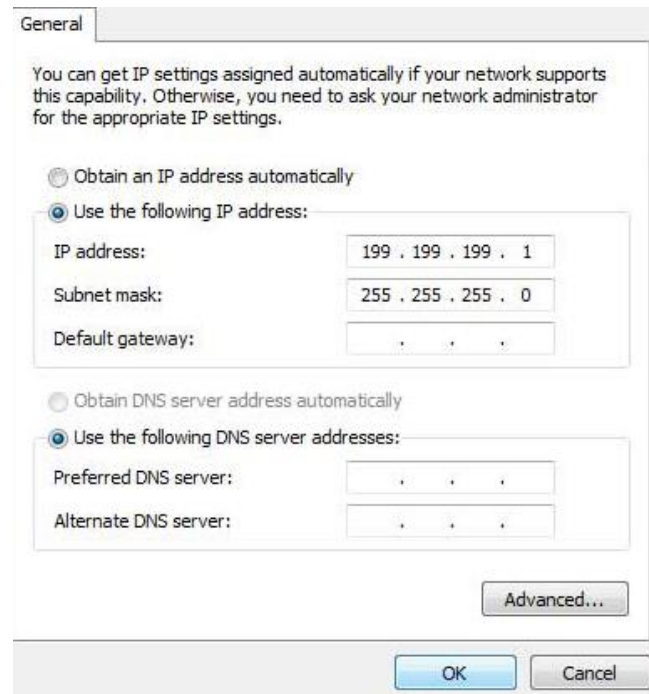 General
You can get IP settings assigned automatically if your network supports
this capability. Otherwise, you need to ask your network administrator
for the appropriate IP settings.
Obtain an IP address automatically
Use the following IP address:
IP address: 199 . 199 . 199 . 1
Subnet mask: 255 . 255 . 255 . 0
Default gateway: . . .
Obtain DNS server address automatically
Use the following DNS server addresses:
Preferred DNS server: . . .
Alternate DNS server: . . .
Advanced...
OK Cancel